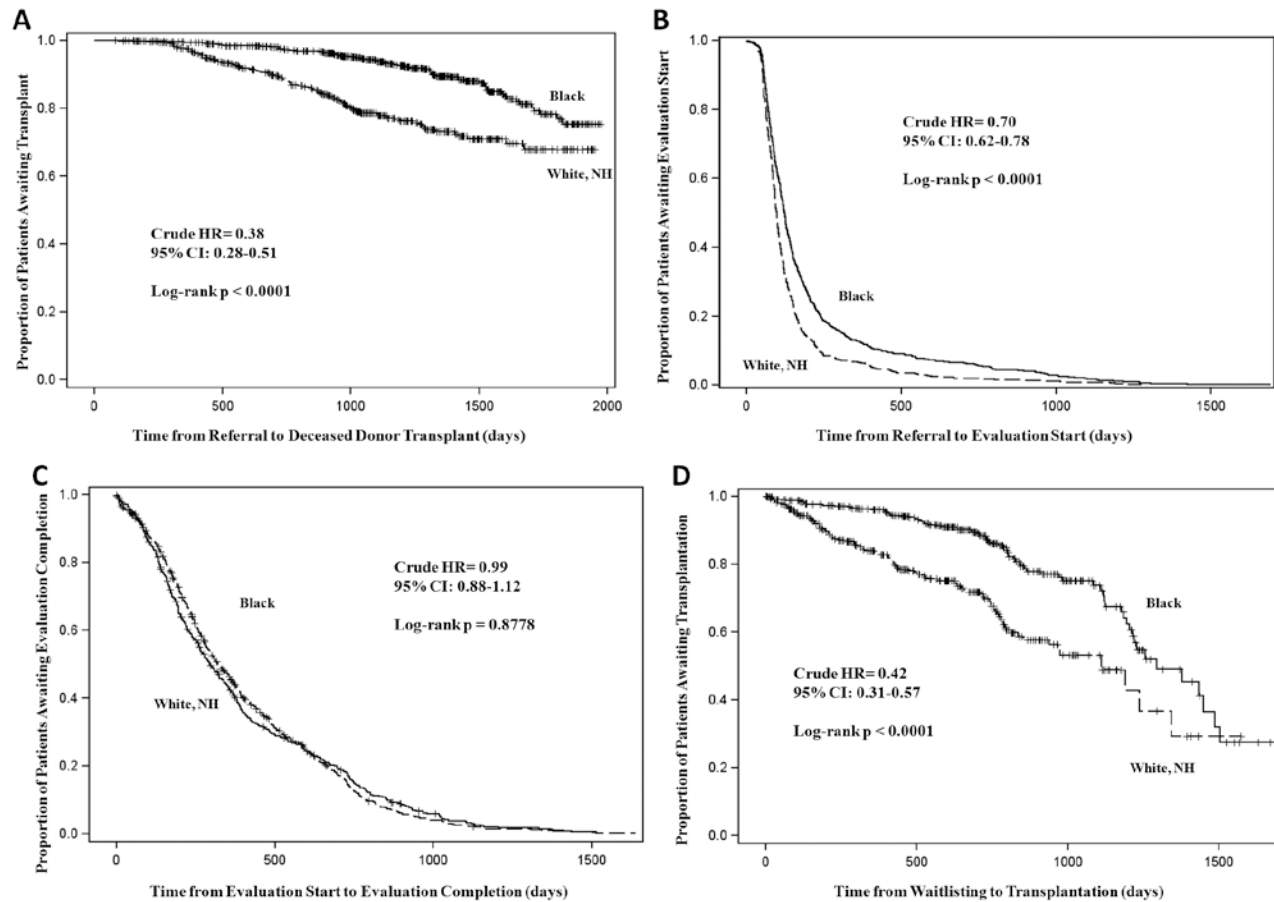 A
Proportion of Patients Awaiting Transplant
1.0
0.8
0.6
0.4
0.2
0.0
Black
White, NH
Crude HR= 0.38
95% CI: 0.28-0.51
Log-rank p < 0.0001
0 500 1000 1500 2000
Time from Referral to Deceased Donor Transplant (days)
B
Proportion of Patients Awaiting Evaluation Start
1.0
0.8
0.6
0.4
0.2
0.0
Crude HR= 0.70
95% CI: 0.62-0.78
Log-rank p < 0.0001
Black
White, NH
0 500 1000 1500
Time from Referral to Evaluation Start (days)
C
Proportion of Patients Awaiting Evaluation Completion
1.0
0.8
0.6
0.4
0.2
0.0
Crude HR= 0.99
95% CI: 0.88-1.12
Log-rank p = 0.8778
Black
White, NH
0 500 1000 1500
Time from Evaluation Start to Evaluation Completion (days)
D
Proportion of Patients Awaiting Transplantation
1.0
0.8
0.6
0.4
0.2
0.0
Black
Crude HR= 0.42
95% CI: 0.31-0.57
Log-rank p < 0.0001
White, NH
0 500 1000 1500
Time from Waitlisting to Transplantation (days)